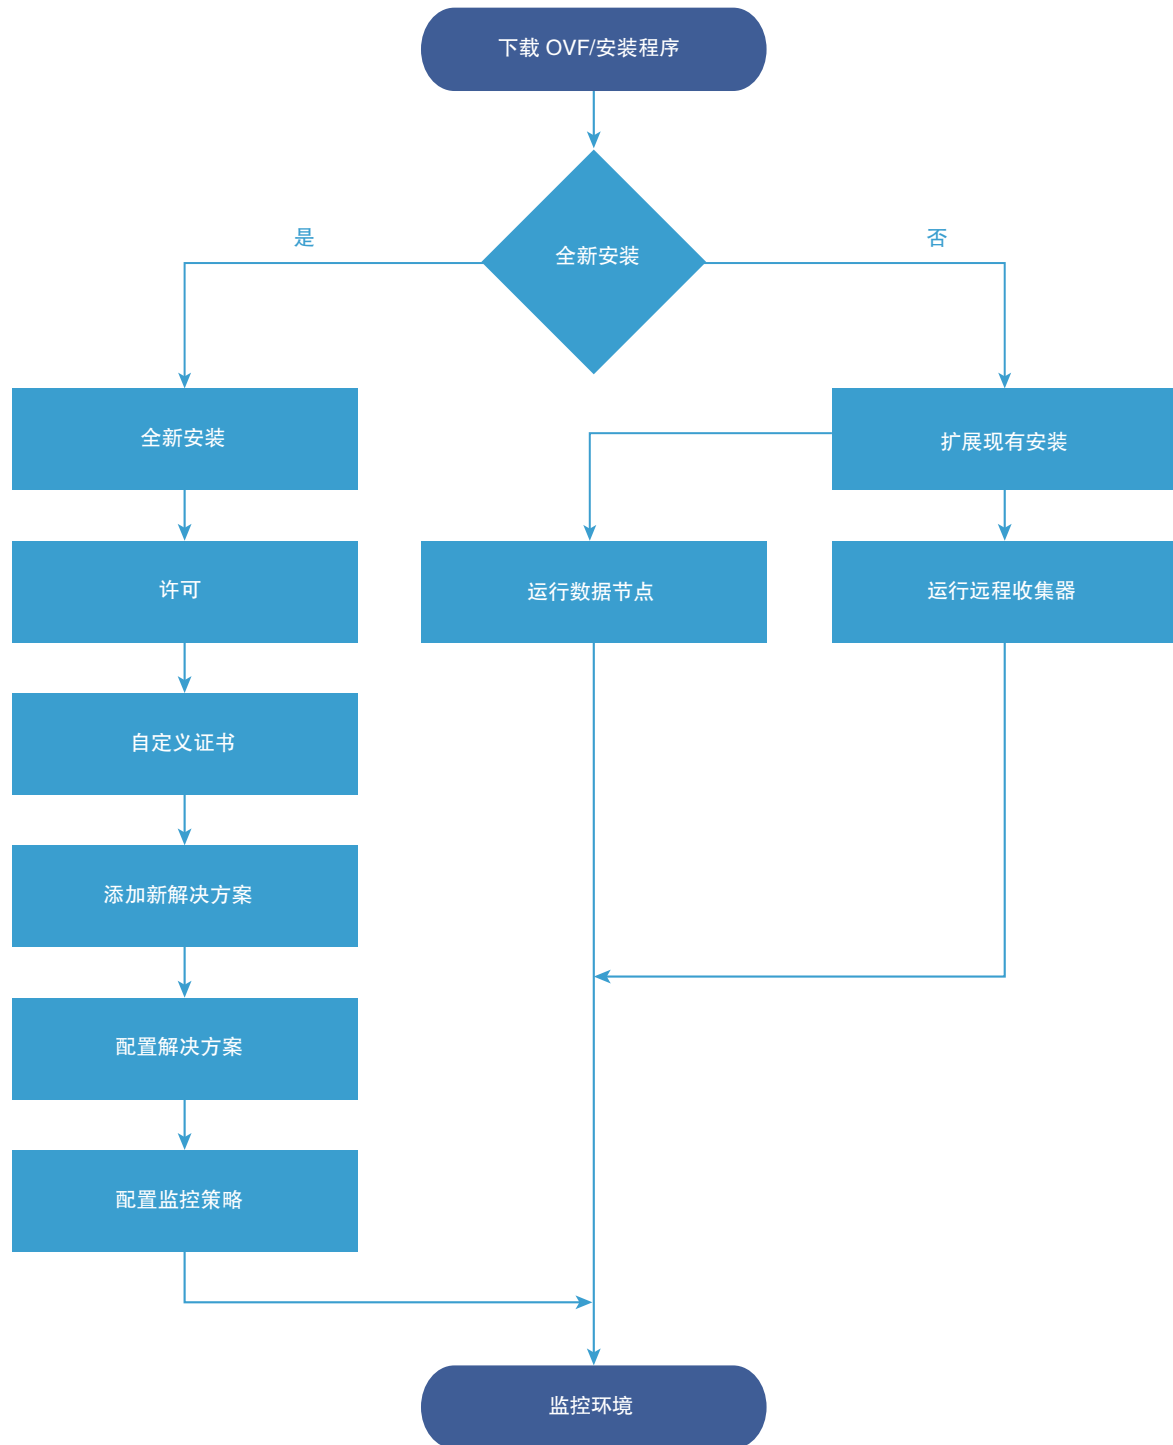 下载 OVF/安装程序
全新安装
是
否
全新安装
扩展现有安装
许可
运行数据节点
运行远程收集器
自定义证书
添加新解决方案
配置解决方案
配置监控策略
监控环境